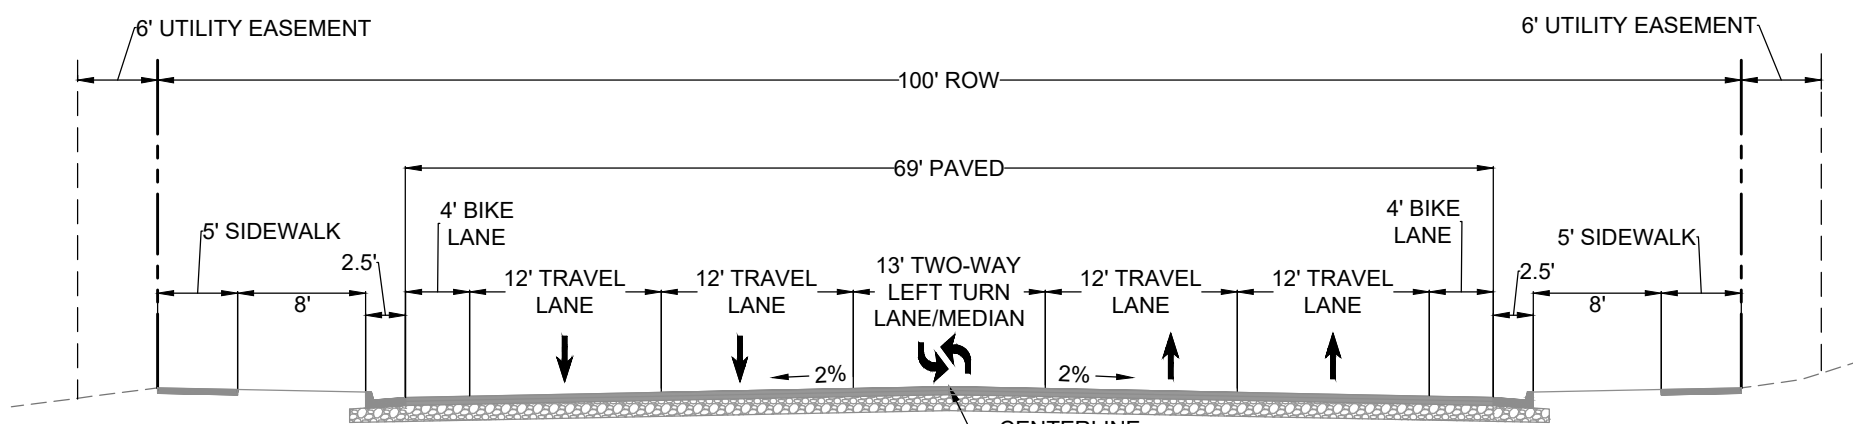 6' UTILITY EASEMENT
6' UTILITY EASEMENT
100' ROW
69' PAVED
4' BIKE
LANE
4' BIKE
LANE
5' SIDEWALK
5' SIDEWALK
2.5'
8'
12' TRAVEL
LANE
12' TRAVEL
LANE
13' TWO-WAY
LEFT TURN
LANE/MEDIAN
12' TRAVEL
LANE
12' TRAVEL
LANE
2.5'
8'
2%
2%
CENTERLINE